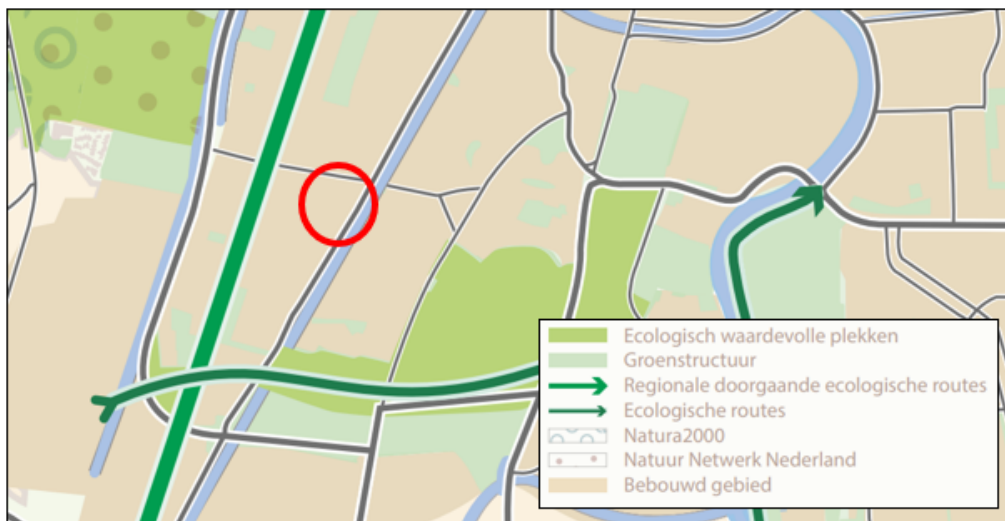 Ecologisch waardevolle plekken
Groenstructuur
Regionale doorgaande ecologische routes
Ecologische routes
Natura2000
Natuur Netwerk Nederland
Bebouwd gebied